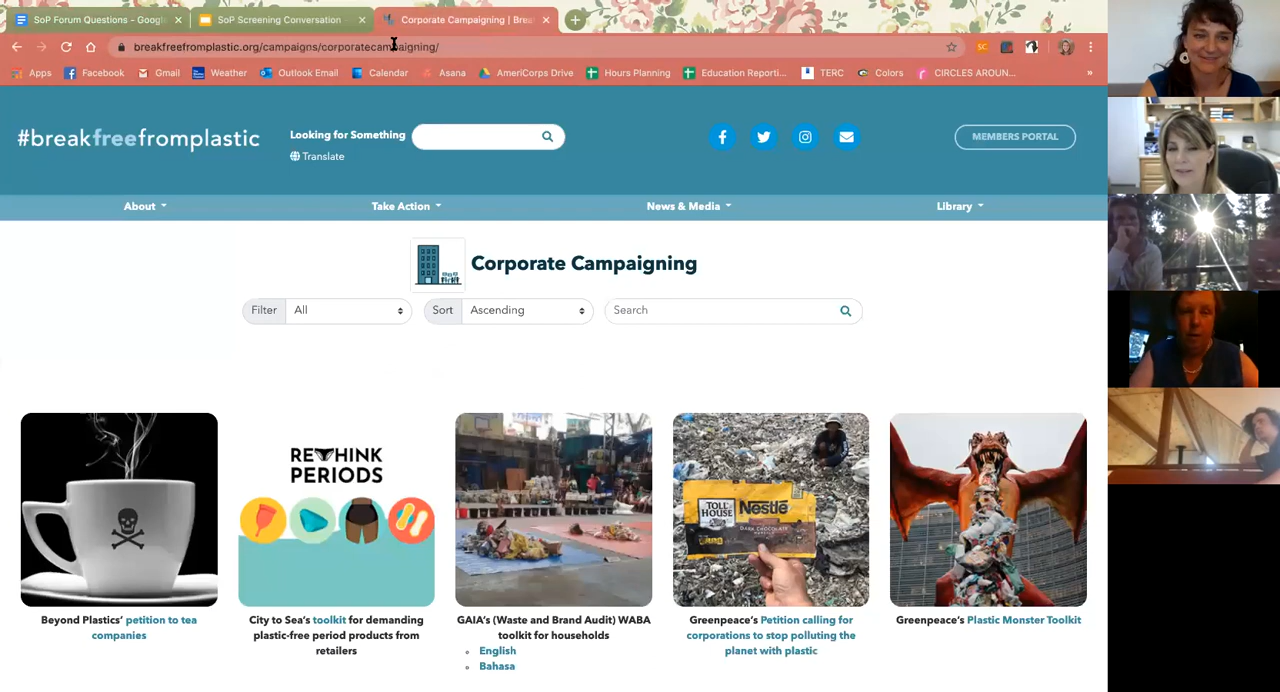 SoP Forum Questions - Googl
SoP Screening Conversation
Corporate Campaigning | Brea
breakfreefromplastic.org/campaigns/corporatecampaigning/
Apps
Facebook
Gmail
Weather
Outlook Email
Calendar
Asana
AmeriCorps Drive
Hours Planning
Education Reporti...
TERC
Colors
CIRCLES AROUN...
»
#breakfreefromplastic
Looking for Something
Translate
MEMBERS PORTAL
About
Take Action
News & Media
Library
Corporate Campaigning
Filter
All
Sort
Ascending
Search
RETHINK
PERIODS
TOLL
HOUSE
Nestlé
DARK CHOCOLATE
MORSELS
Beyond Plastics' petition to tea
companies
City to Sea's toolkit for demanding
plastic-free period products from
retailers
GAIA's (Waste and Brand Audit) WABA
toolkit for households
English
Bahasa
Greenpeace's Petition calling for
corporations to stop polluting the
planet with plastic
Greenpeace's Plastic Monster Toolkit